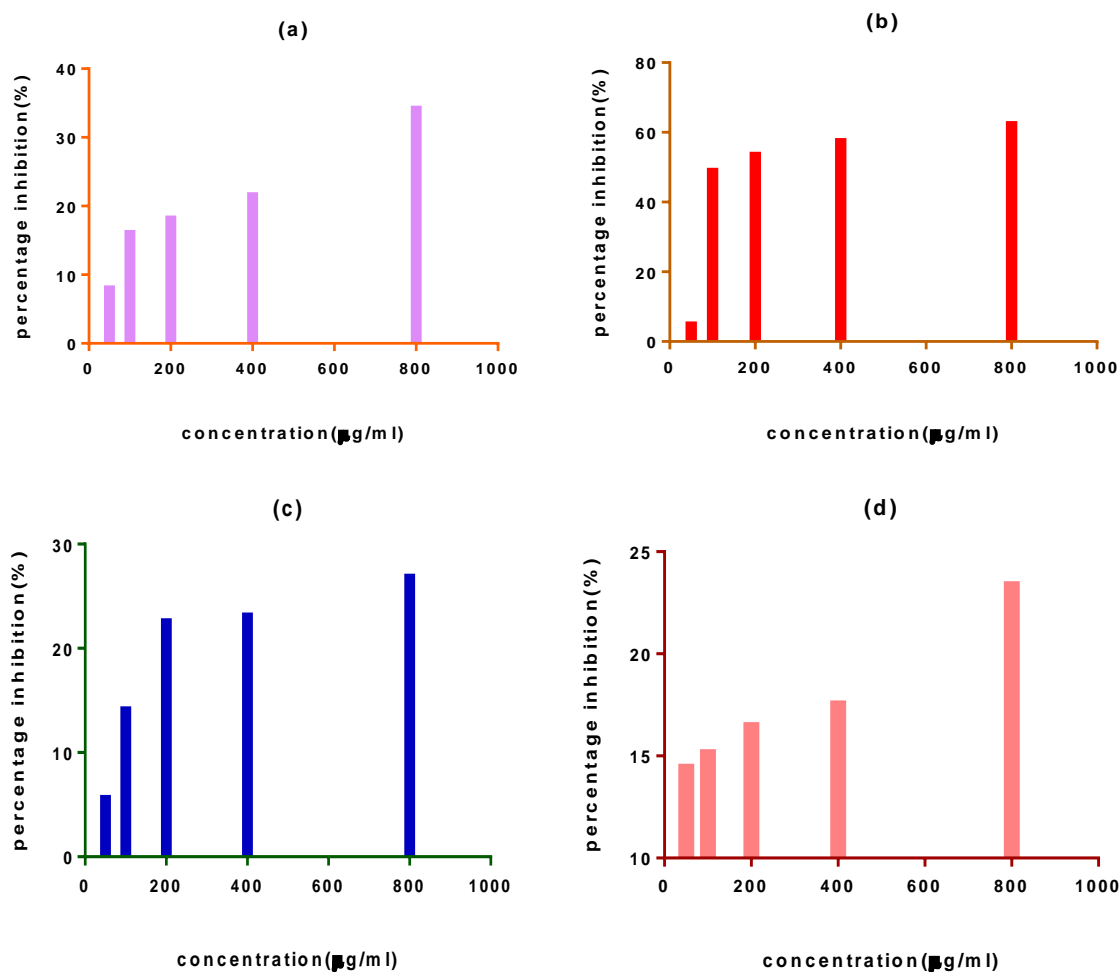 (a)
percentage inhibition(%)
40
30
20
10
0
0 200 400 600 800 1000
concentration(μg/ml)
(b)
percentage inhibition(%)
80
60
40
20
0
0 200 400 600 800 1000
concentration(μg/ml)
(c)
percentage inhibition(%)
30
20
10
0
0 200 400 600 800 1000
concentration(μg/ml)
(d)
percentage inhibition(%)
25
20
15
10
0 200 400 600 800 1000
concentration(μg/ml)